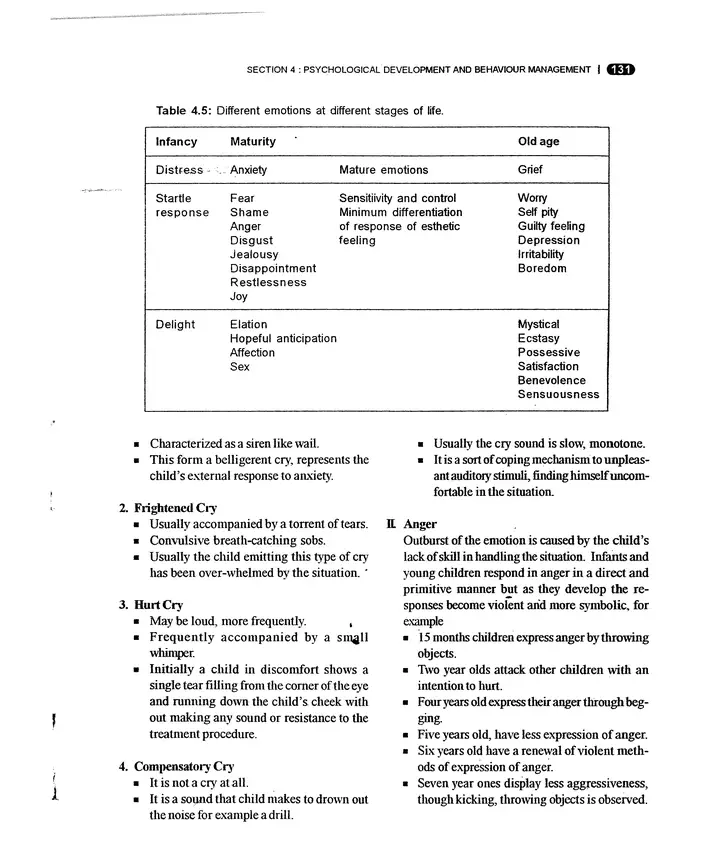 SECTION 4 : PSYCHOLOGICAL DEVELOPMENT AND BEHAVIOUR MANAGEMENT | 131
Table 4.5: Different emotions at different stages of life.
Infancy Maturity Old age
Distress Anxiety Mature emotions Grief
Startle Fear Sensitiivity and control Worry
response Shame Minimum differentiation Self pity
Anger of response of esthetic Guilty feeling
Disgust feeling Depression
Jealousy Irritability
Disappointment Boredom
Restlessness
Joy
Delight Elation Mystical
Hopeful anticipation Ecstasy
Affection Possessive
Sex Satisfaction
Benevolence
Sensuousness
■ Characterized as a siren like wail.
■ This form a belligerent cry, represents the
child's external response to anxiety.
2. Frightened Cry
■ Usually accompanied by a torrent of tears.
■ Convulsive breath-catching sobs.
■ Usually the child emitting this type of cry
has been over-whelmed by the situation.
3. Hurt Cry
■ May be loud, more frequently.
■ Frequently accompanied by a small
whimper.
■ Initially a child in discomfort shows a
single tear filling from the corner of the eye
and running down the child's cheek with
out making any sound or resistance to the
treatment procedure.
4. Compensatory Cry
■ It is not a cry at all.
■ It is a sound that child makes to drown out
the noise for example a drill.
■ Usually the cry sound is slow, monotone.
■ It is a sort of coping mechanism to unpleas-
ant auditory stimuli, finding himself uncom-
fortable in the situation.
II. Anger
Outburst of the emotion is caused by the child's
lack of skill in handling the situation. Infants and
young children respond in anger in a direct and
primitive manner but as they develop the re-
sponses become violent and more symbolic, for
example
■ 15 months children express anger by throwing
objects.
■ Two year olds attack other children with an
intention to hurt.
■ Four years old express their anger through beg-
ging.
■ Five years old, have less expression of anger.
■ Six years old have a renewal of violent meth-
ods of expression of anger.
■ Seven year ones display less aggressiveness,
though kicking, throwing objects is observed.